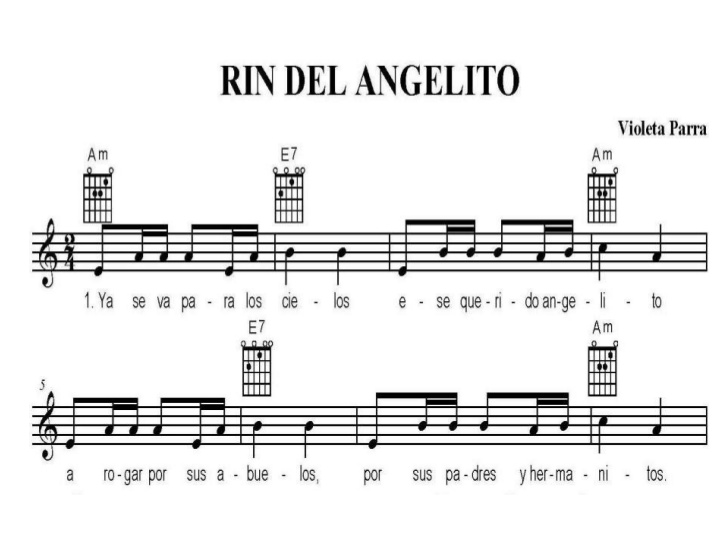 RIN DEL ANGELITO
Violeta Parra
Am E7 Am
2
4
1. Ya se va pa - ra los cie - los e - se que - ri - do an - ge - li - to
E7 Am
5
a ro - gar por sus a - bue - los, por sus pa - dres y her - ma - ni - tos.